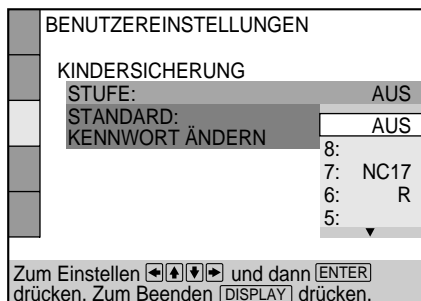 BENUTZEREINSTELLUNGEN
KINDERSICHERUNG
STUFE: AUS
STANDARD:
KENNWORT ÄNDERN
AUS
8:
7: NC17
6: R
5:
Zum Einstellen und dann ENTER
drücken. Zum Beenden DISPLAY drücken.